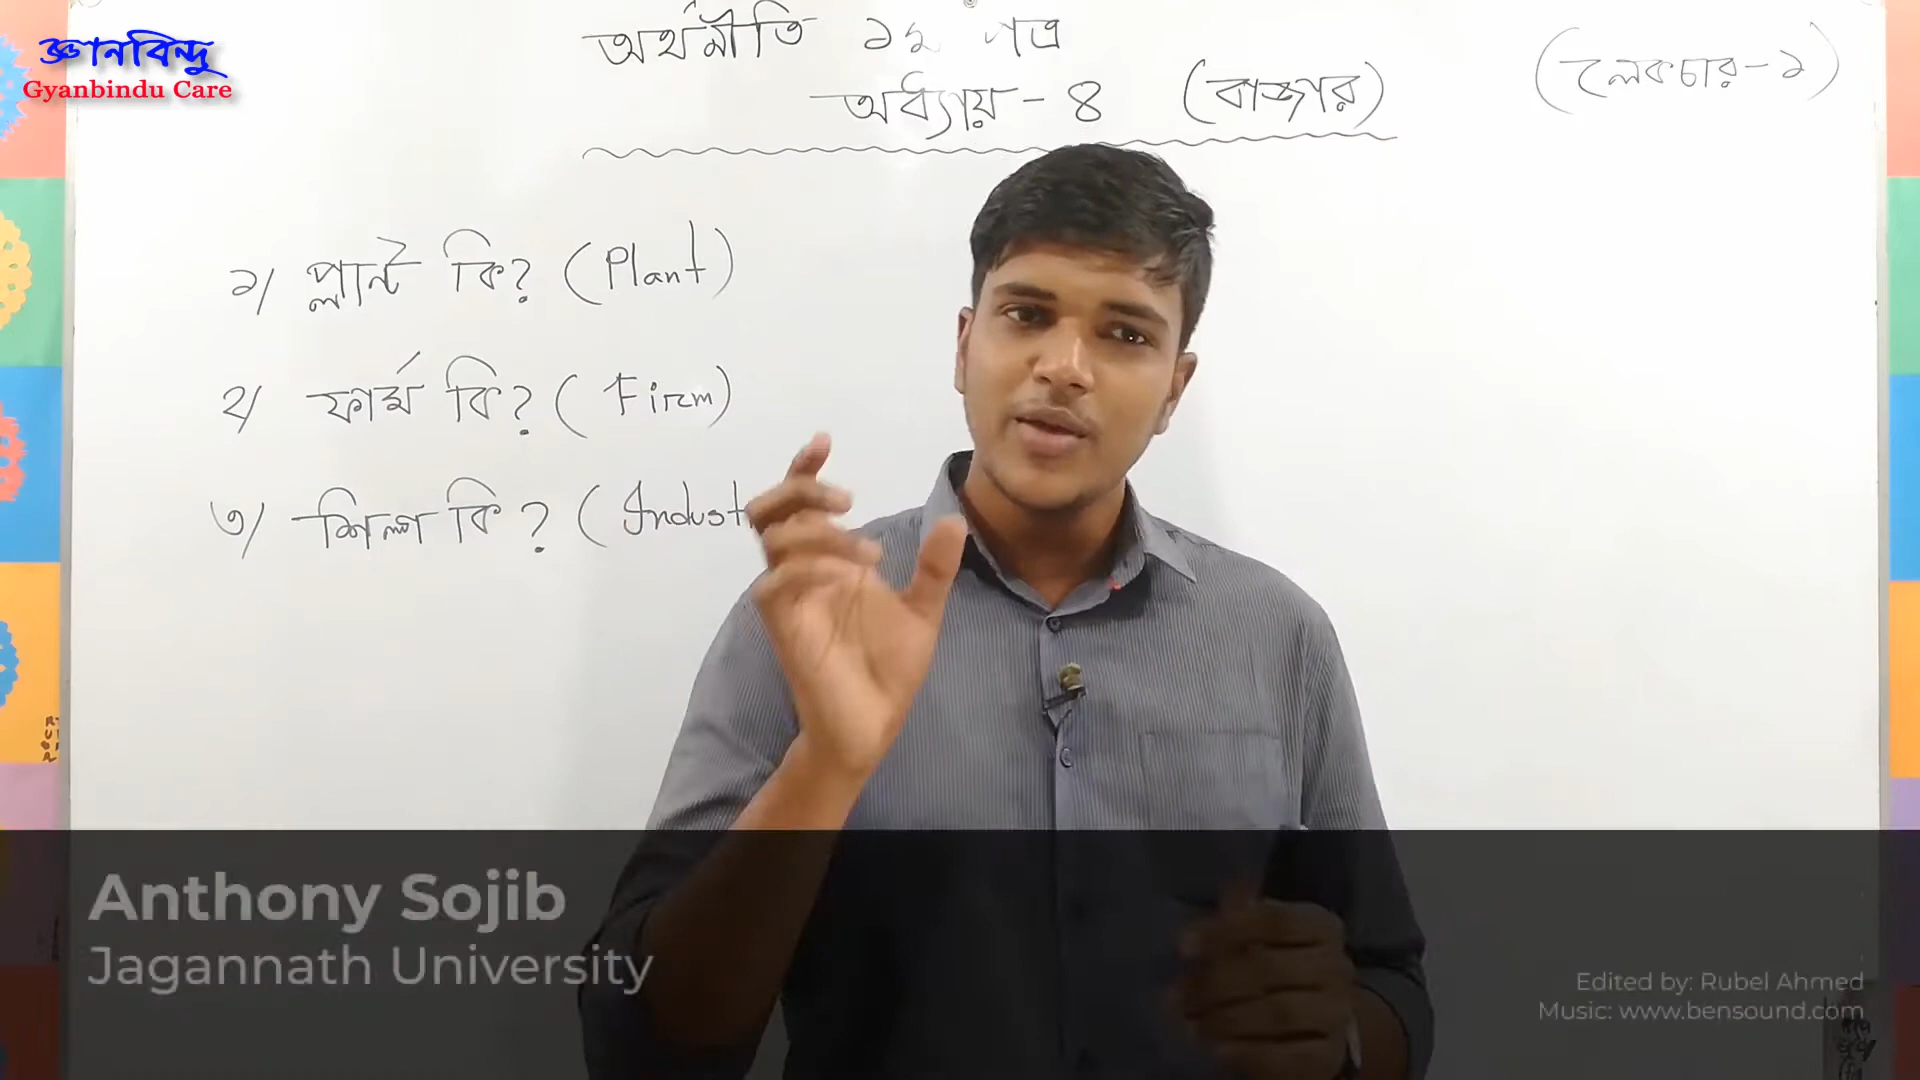 জ্ঞানবিন্দু
Gyanbindu Care
অর্থনীতি ১ম পত্র
অধ্যায় - ৪ (বাজার)
(লেকচার - ১)
১/ প্লান্ট কি? (Plant)
২/ ফার্ম কি? (Firm)
৩/ শিল্প কি? (Indust
Anthony Sojib
Jagannath University
Edited by: Rubel Ahmed
Music: www.bensound.com